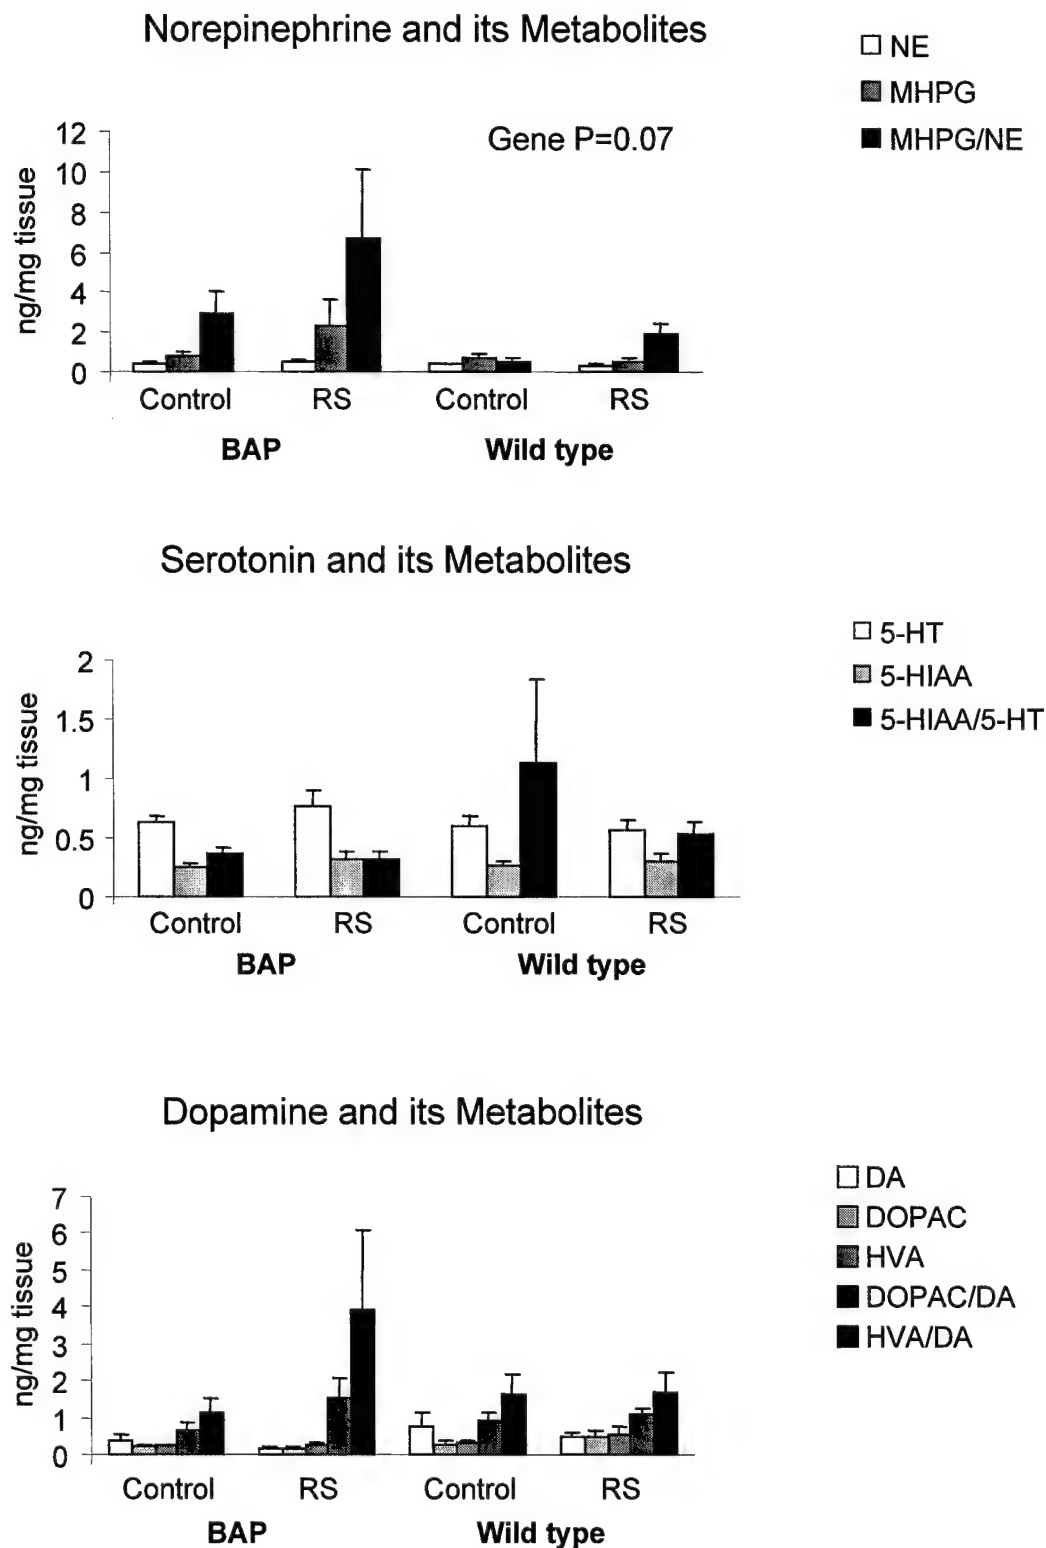 Norepinephrine and its Metabolites
NE
MHPG
MHPG/NE
Gene P=0.07
ng/mg tissue
12
10
8
6
4
2
0
Control RS Control RS
BAP Wild type
Serotonin and its Metabolites
5-HT
5-HIAA
5-HIAA/5-HT
ng/mg tissue
2
1.5
1
0.5
0
Control RS Control RS
BAP Wild type
Dopamine and its Metabolites
DA
DOPAC
HVA
DOPAC/DA
HVA/DA
ng/mg tissue
7
6
5
4
3
2
1
0
Control RS Control RS
BAP Wild type